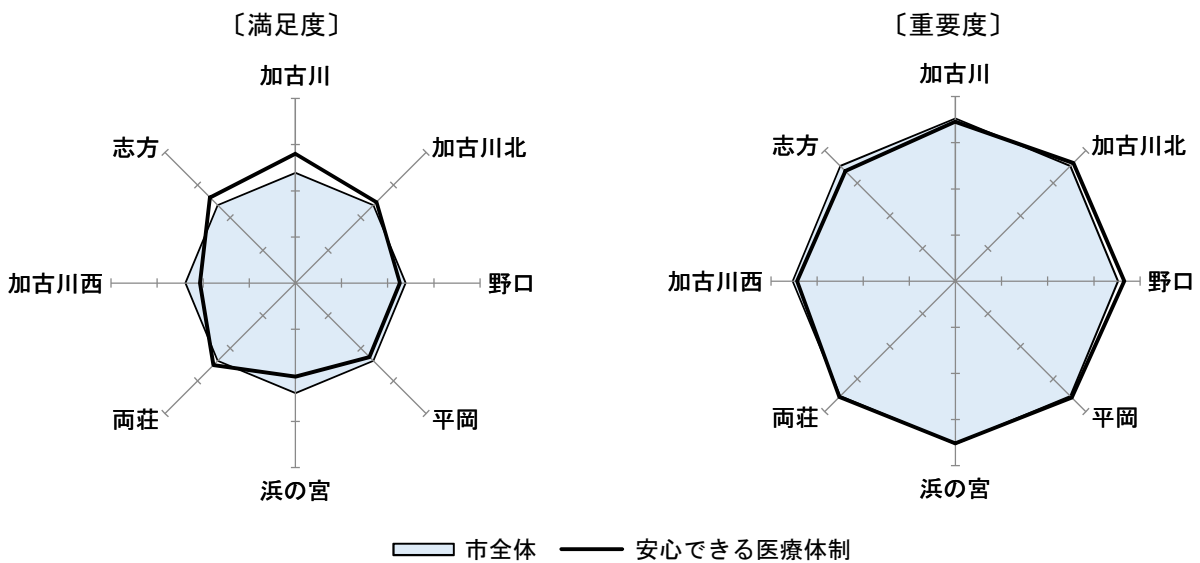 〔満足度〕
加古川
加古川北
野口
平岡
浜の宮
両荘
加古川西
志方
〔重要度〕
加古川
加古川北
野口
平岡
浜の宮
両荘
加古川西
志方
市全体
安心できる医療体制